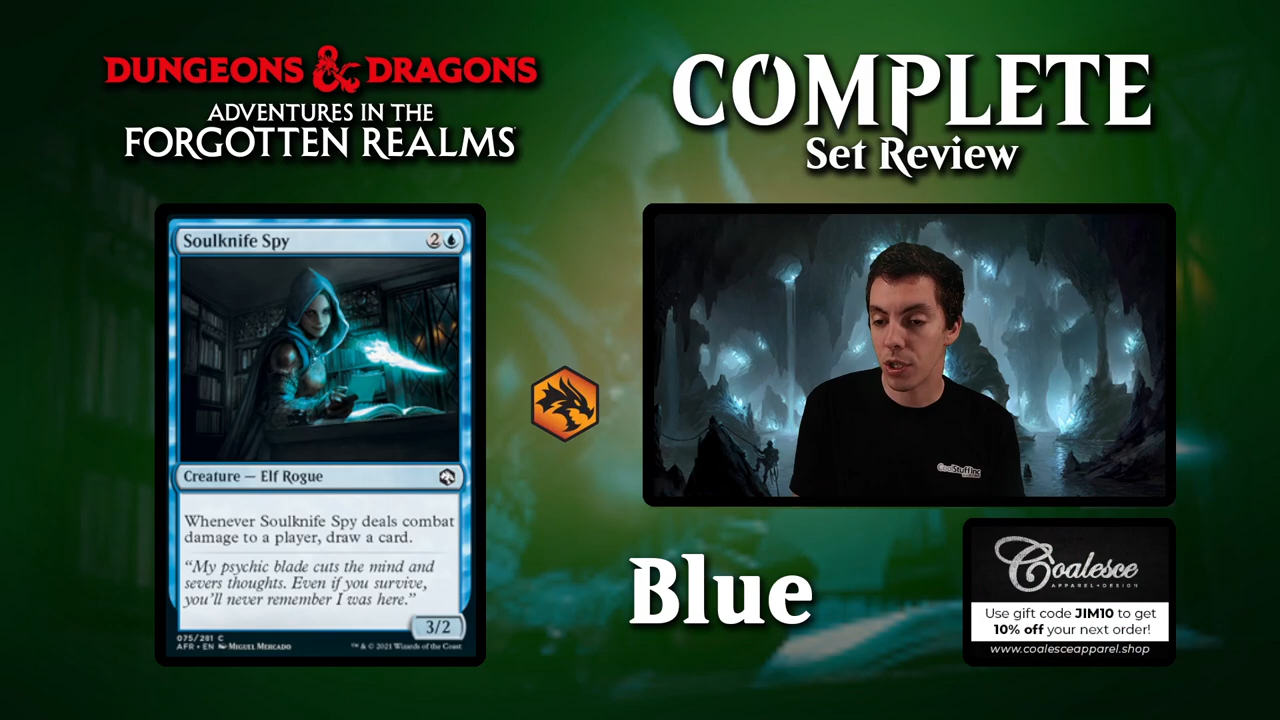 DUNGEONS & DRAGONS
ADVENTURES IN THE
FORGOTTEN REALMS
COMPLETE
Set Review
Soulknife Spy 2
Creature — Elf Rogue
Whenever Soulknife Spy deals combat
damage to a player, draw a card.
“My psychic blade cuts the mind and
severs thoughts. Even if you survive,
you’ll never remember I was here.”
3/2
075/281 C
AFR • EN Miguel Mercado
™ & © 2021 Wizards of the Coast
CoolStuffInc
Blue
Coalesce
APPAREL+DESIGN
Use gift code JIM10 to get
10% off your next order!
www.coalesceapparel.shop